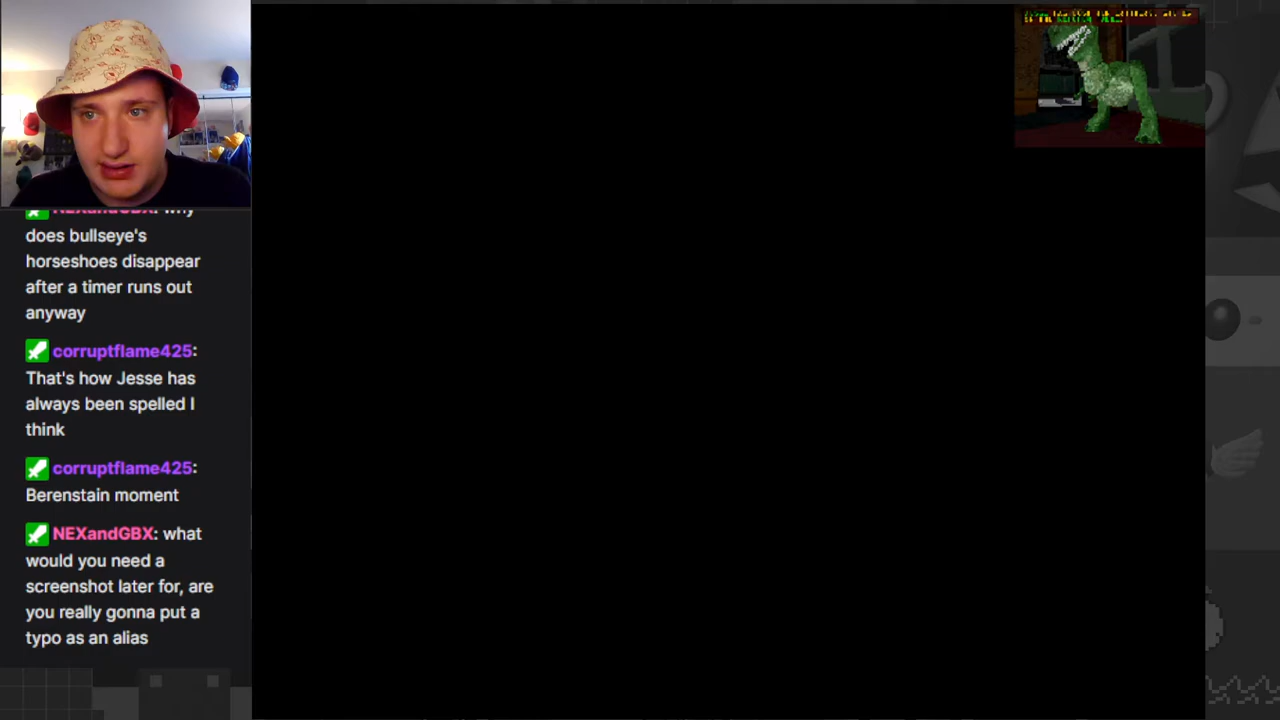 NEXandGBX: why
does bullseye's
horseshoes disappear
after a timer runs out
anyway
corruptflame425:
That's how Jesse has
always been spelled I
think
corruptflame425:
Berenstain moment
NEXandGBX: what
would you need a
screenshot later for, are
you really gonna put a
typo as an alias